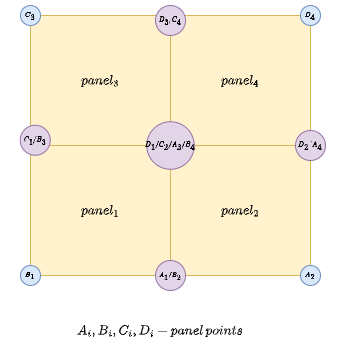 C₃ D₃/C₄ D₄
panel₃ panel₄
C₁/B₃ D₁/C₂/A₃/B₄ D₂/A₄
panel₁ panel₂
B₁ A₁/B₂ A₂
Aᵢ, Bᵢ, Cᵢ, Dᵢ – panel points